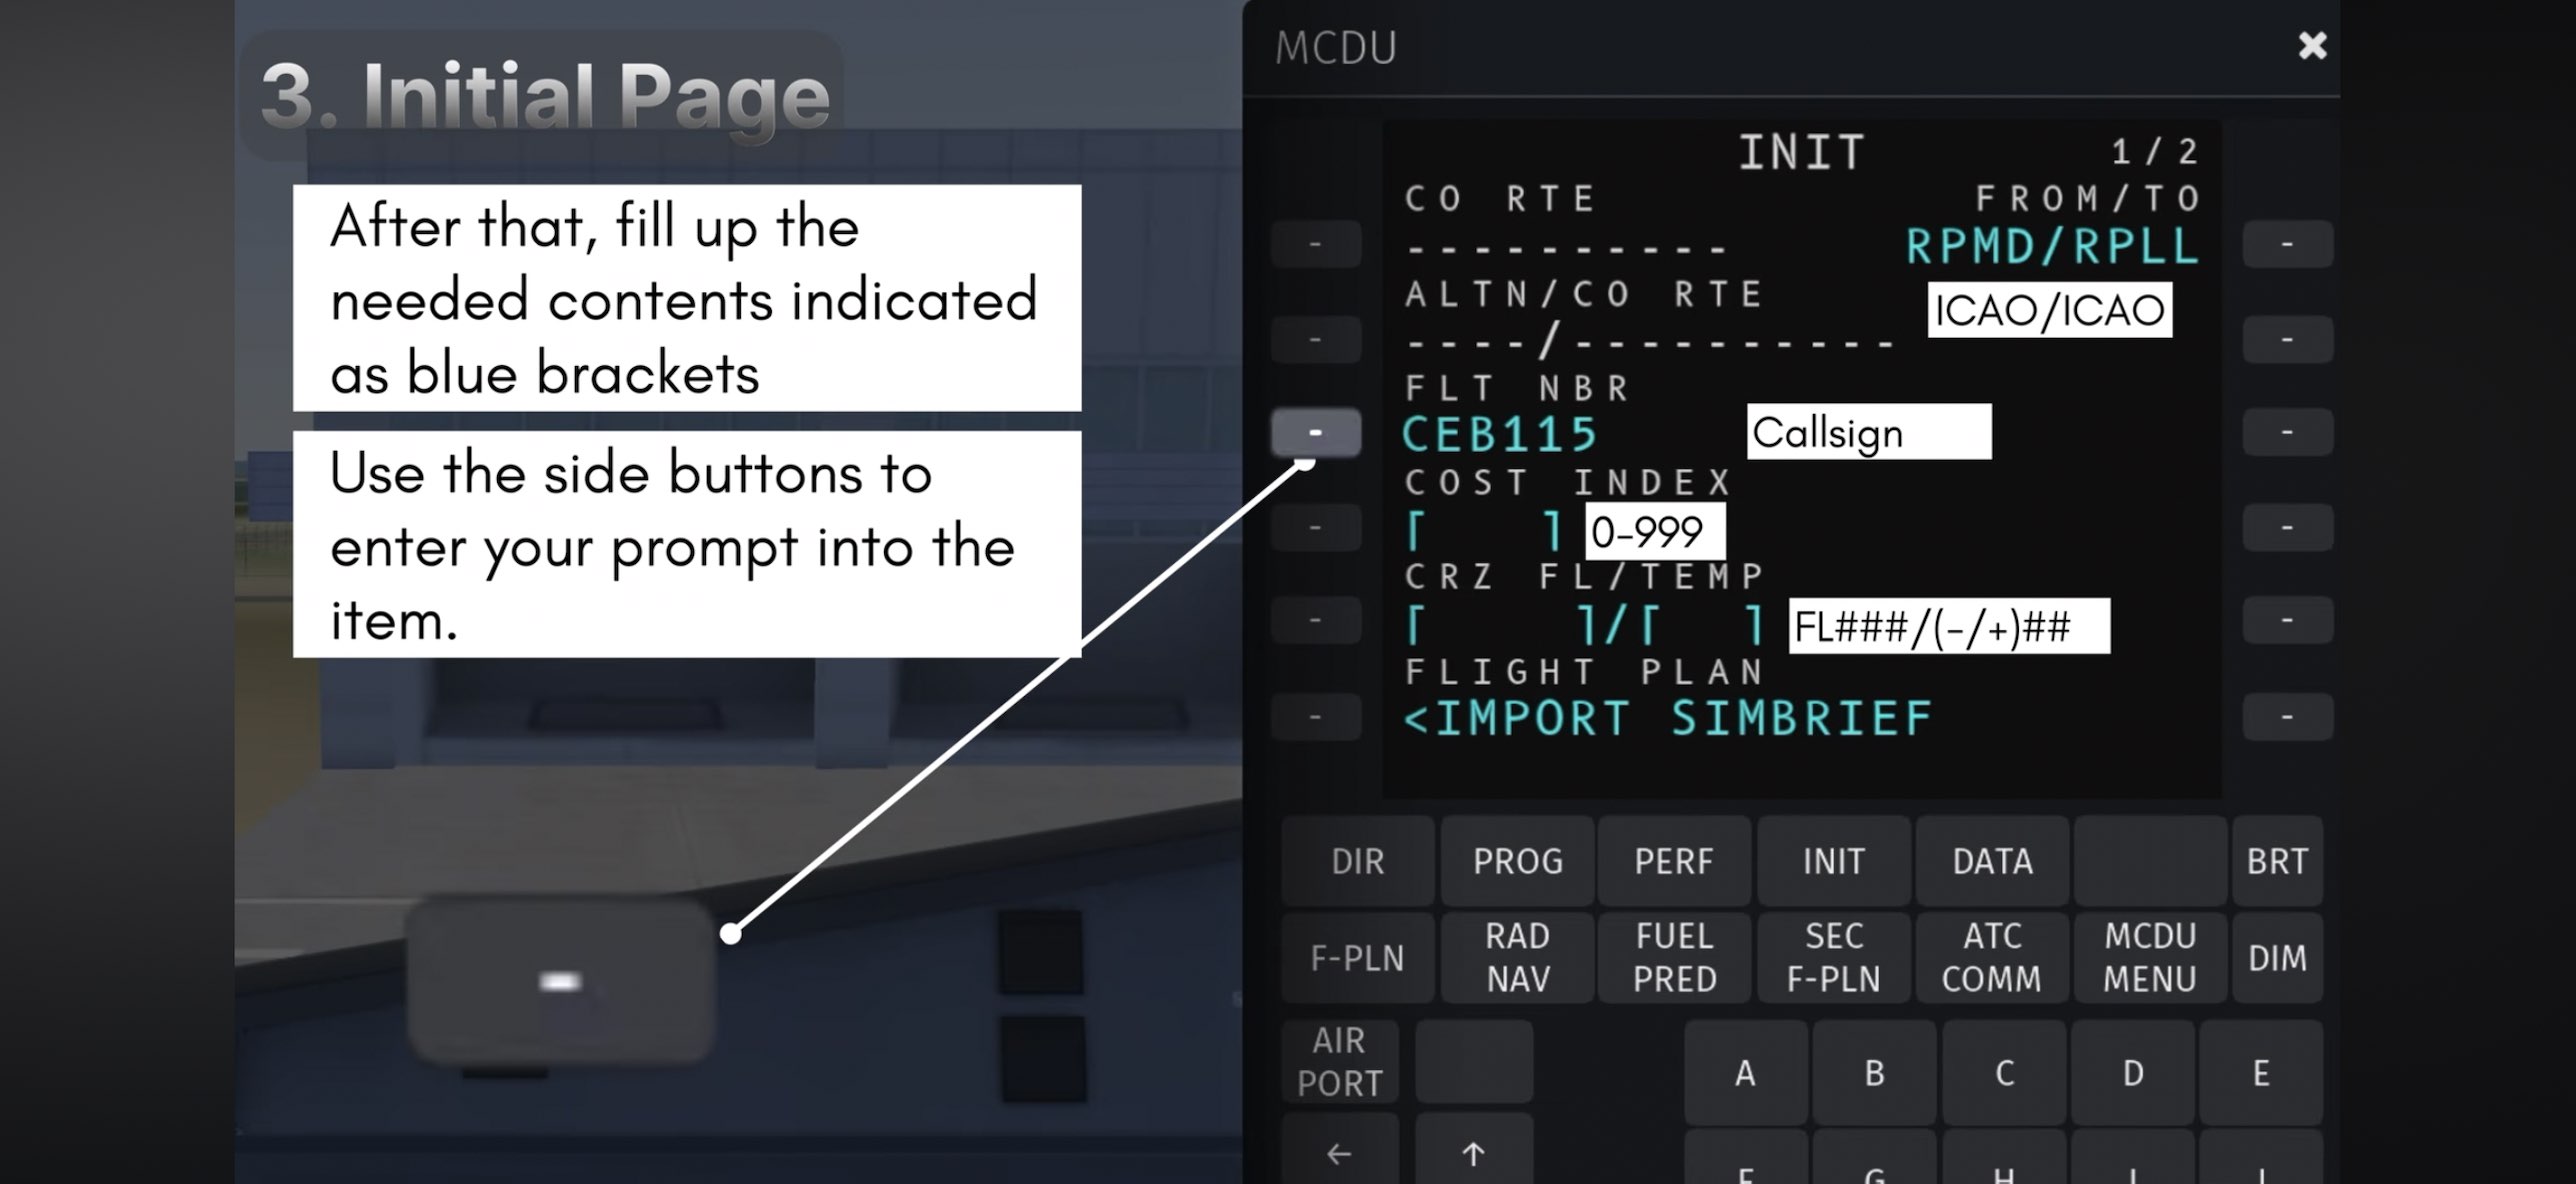 3. Initial Page
After that, fill up the
needed contents indicated
as blue brackets
Use the side buttons to
enter your prompt into the
item.
MCDU
INIT 1/2
CO RTE FROM/TO
---------- RPMD/RPLL
ALTN/CO RTE ICAO/ICAO
----/----------
FLT NBR
CEB115 Callsign
COST INDEX
[ ] 0-999
CRZ FL/TEMP
[ ]/[ ] FL###/(-/+)##
FLIGHT PLAN
<IMPORT SIMBRIEF
DIR PROG PERF INIT DATA BRT
F-PLN RAD NAV FUEL PRED SEC F-PLN ATC COMM MCDU MENU DIM
AIR PORT A B C D E
← ↑ F G H